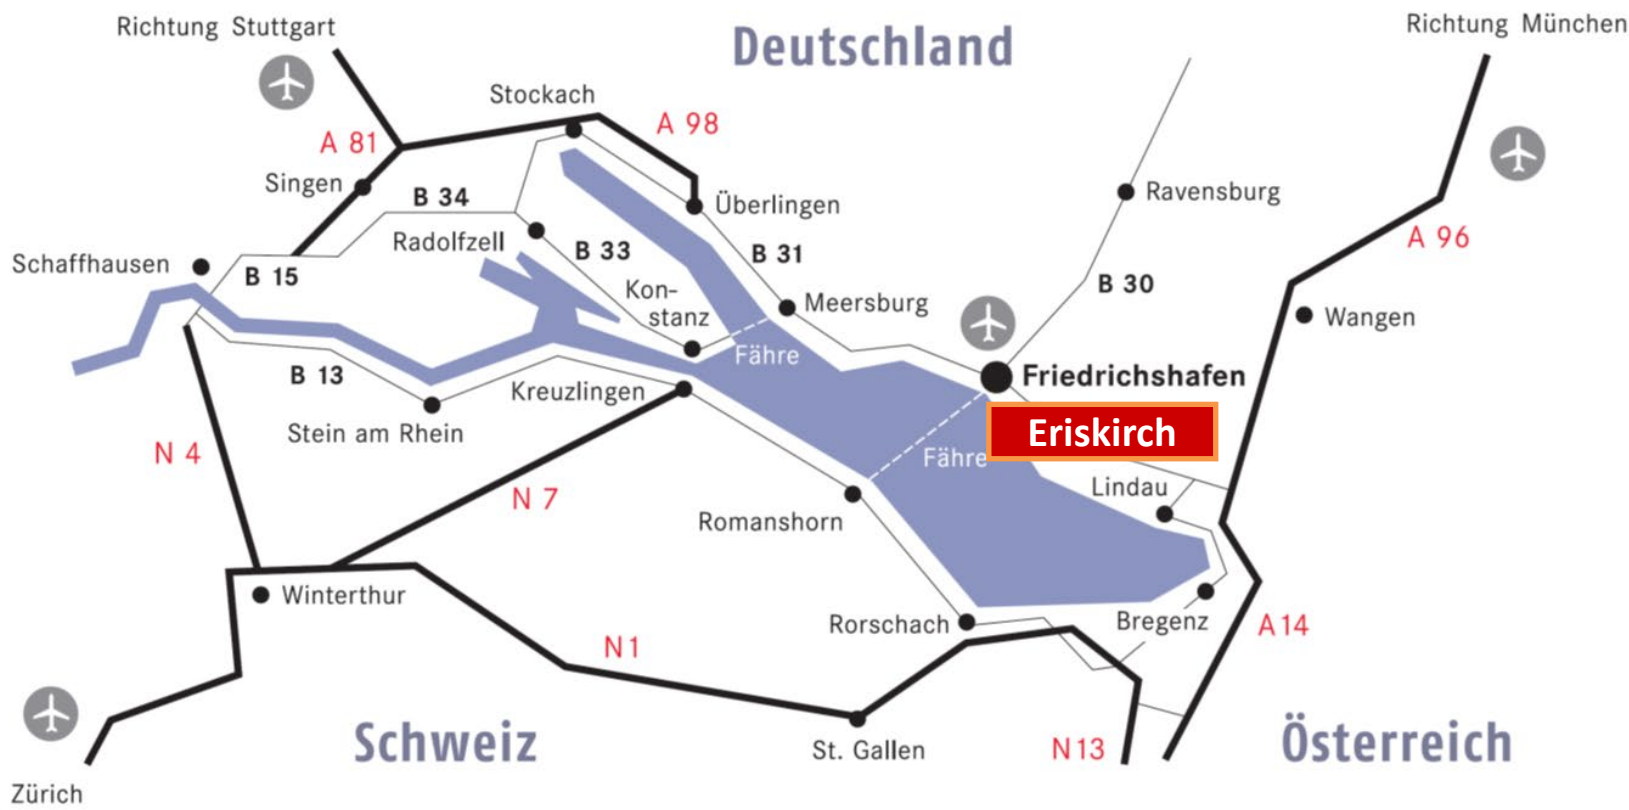 Richtung Stuttgart
Deutschland
Richtung München
Stockach
A 98
A 81
Singen
B 34
Überlingen
Ravensburg
A 96
Radolfzell
B 33
B 31
Schaffhausen
B 15
B 30
Kon-
stanz
Meersburg
Wangen
Fähre
B 13
Kreuzlingen
Friedrichshafen
Stein am Rhein
Eriskirch
N 4
Fähre
Lindau
N 7
Romanshorn
Winterthur
Rorschach
Bregenz
A 14
N 1
Schweiz
St. Gallen
N 13
Österreich
Zürich